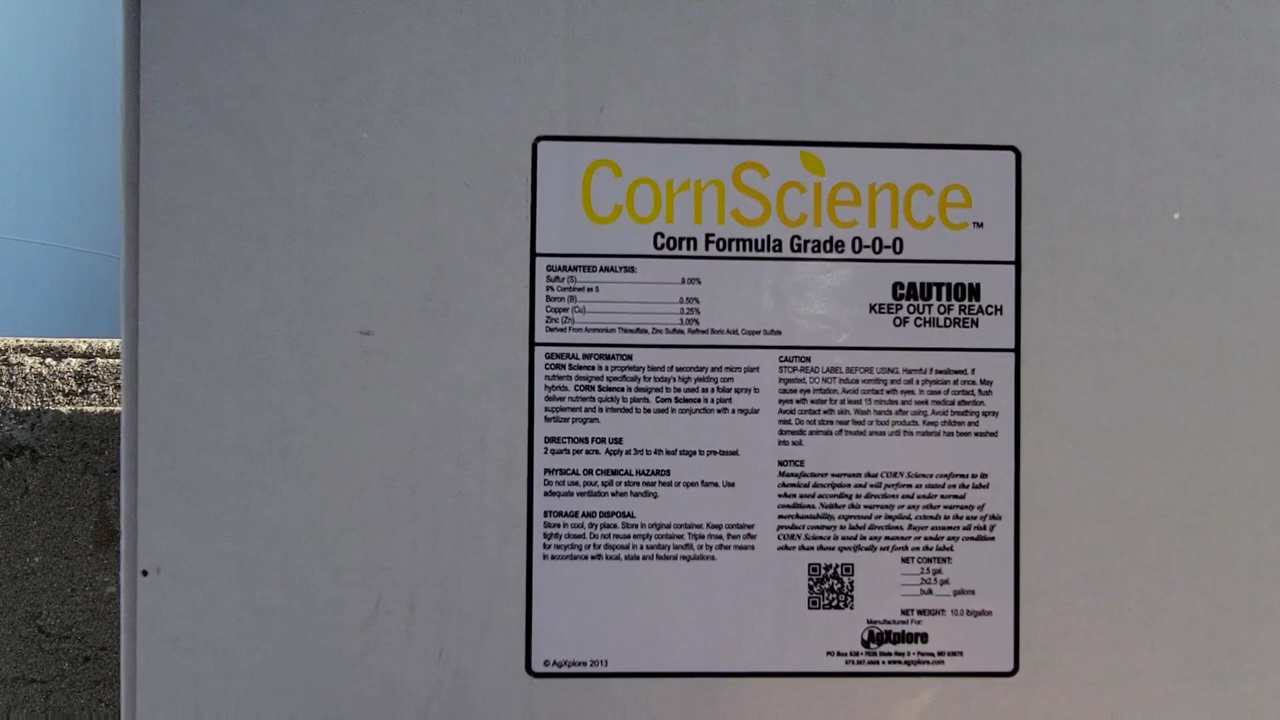 CornScience™
Corn Formula Grade 0-0-0
GUARANTEED ANALYSIS:
Sulfur (S)....................9.00%
9% Combined as S
Boron (B)....................0.50%
Copper (Cu)....................0.25%
Zinc (Zn)....................3.00%
Derived From Ammonium Thiosulfate, Zinc Sulfate, Refined Boric Acid, Copper Sulfate
CAUTION
KEEP OUT OF REACH
OF CHILDREN
GENERAL INFORMATION
CORN Science is a proprietary blend of secondary and micro plant
nutrients designed specifically for today's high yielding corn
hybrids. CORN Science is designed to be used as a foliar spray to
deliver nutrients quickly to plants. Corn Science is a plant
supplement and is intended to be used in conjunction with a regular
fertilizer program.
DIRECTIONS FOR USE
2 quarts per acre. Apply at 3rd to 4th leaf stage to pre-tassel.
PHYSICAL OR CHEMICAL HAZARDS
Do not use, pour, spill or store near heat or open flame. Use
adequate ventilation when handling.
STORAGE AND DISPOSAL
Store in cool, dry place. Store in original container. Keep container
tightly closed. Do not reuse empty container. Triple rinse, then offer
for recycling or for disposal in a sanitary landfill, or by other means
in accordance with local, state and federal regulations.
© AgXplore 2013
CAUTION
STOP-READ LABEL BEFORE USING. Harmful if swallowed. If
ingested, DO NOT induce vomiting and call a physician at once. May
cause eye irritation. Avoid contact with eyes. In case of contact, flush
eyes with water for at least 15 minutes and seek medical attention.
Avoid contact with skin. Wash hands after using. Avoid breathing spray
mist. Do not store near feed or food products. Keep children and
domestic animals off treated areas until this material has been washed
into soil.
NOTICE
Manufacturer warrants that CORN Science conforms to its
chemical description and will perform as stated on the label
when used according to directions and under normal
conditions. Neither this warranty or any other warranty of
merchantability, expressed or implied, extends to the use of this
product contrary to label directions. Buyer assumes all risk if
CORN Science is used in any manner or under any condition
other than those specifically set forth on the label.
NET CONTENT:
____2.5 gal.
____2x2.5 gal.
____bulk ____ gallons
NET WEIGHT: 10.0 lb/gallon
Manufactured For:
AgXplore
PO Box • State Hwy • Parma, MO
• www.agxplore.com